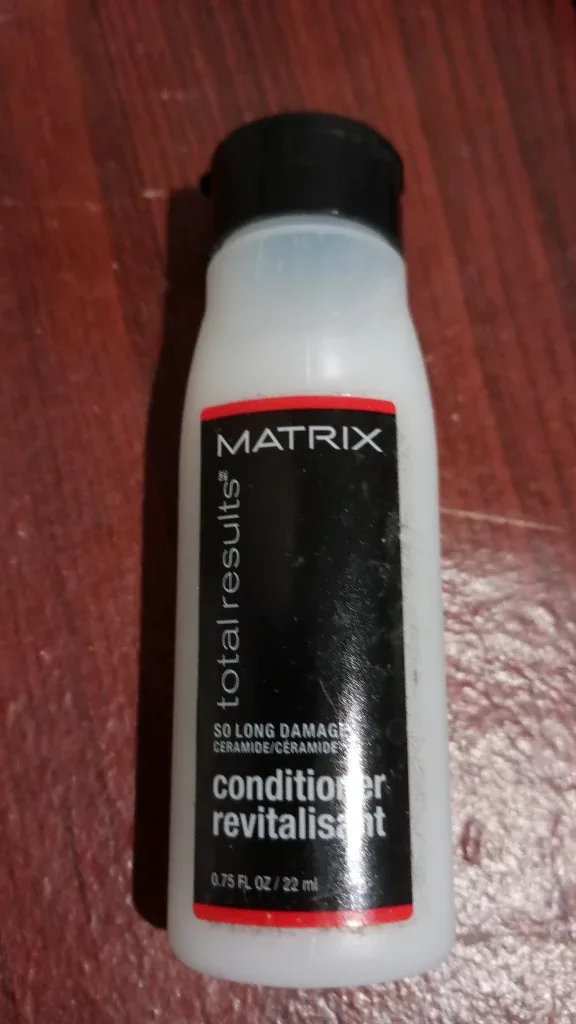 MATRIX
total results
SO LONG DAMAGE
CERAMIDE/CÉRAMIDE
conditioner
revitalisant
0.75 FL OZ / 22 ml